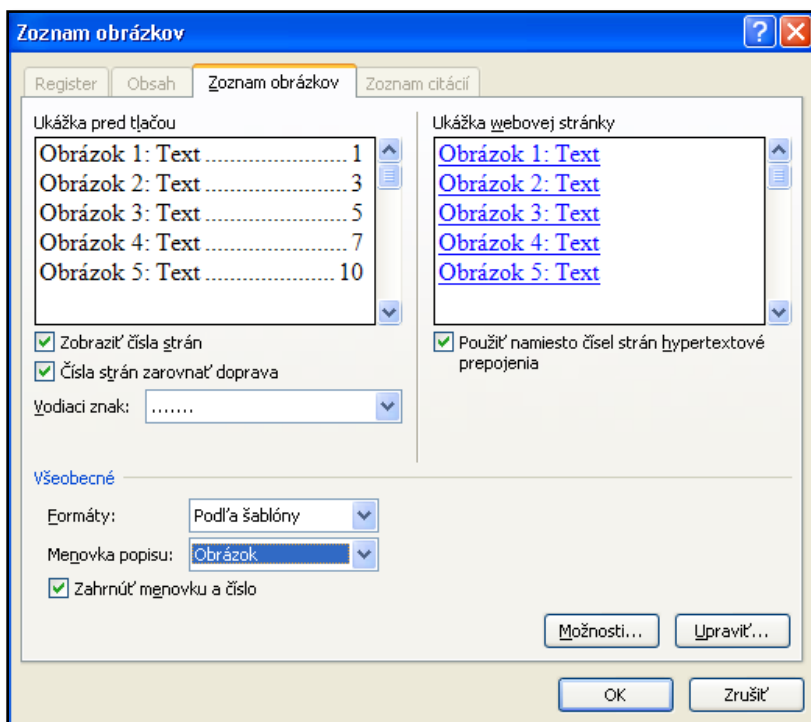 Zoznam obrázkov
Register Obsah Zoznam obrázkov Zoznam citácií
Ukážka pred tlačou
Obrázok 1: Text ........................ 1
Obrázok 2: Text ........................ 3
Obrázok 3: Text ........................ 5
Obrázok 4: Text ........................ 7
Obrázok 5: Text ...................... 10
Zobraziť čísla strán
Čísla strán zarovnať doprava
Vodiaci znak: .......
Ukážka webovej stránky
Obrázok 1: Text
Obrázok 2: Text
Obrázok 3: Text
Obrázok 4: Text
Obrázok 5: Text
Použiť namiesto čísel strán hypertextové
prepojenia
Všeobecné
Formáty: Podľa šablóny
Menovka popisu: Obrázok
Zahrnúť menovku a číslo
Možnosti... Upraviť...
OK Zrušiť